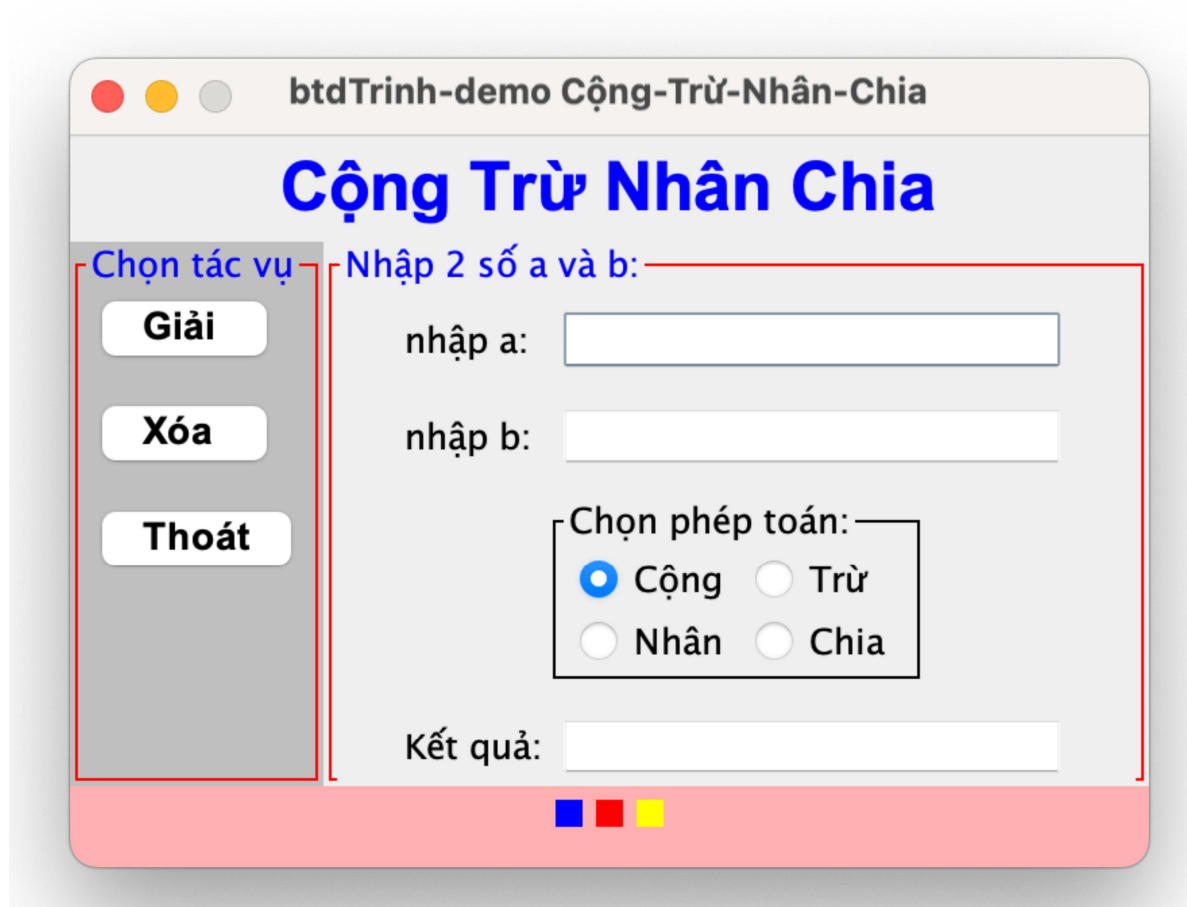 btdTrinh-demo Cộng-Trừ-Nhân-Chia
Cộng Trừ Nhân Chia
Chọn tác vụ
Giải
Xóa
Thoát
Nhập 2 số a và b:
nhập a:
nhập b:
Chọn phép toán:
Cộng Trừ
Nhân Chia
Kết quả: